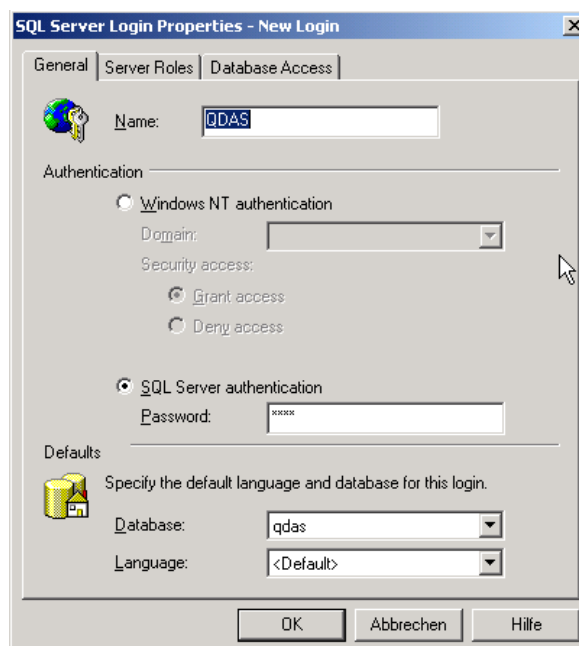 SQL Server Login Properties - New Login
General Server Roles Database Access
Name: QDAS
Authentication
Windows NT authentication
Domain:
Security access:
Grant access
Deny access
SQL Server authentication
Password: ****
Defaults
Specify the default language and database for this login.
Database: qdas
Language: <Default>
OK Abbrechen Hilfe